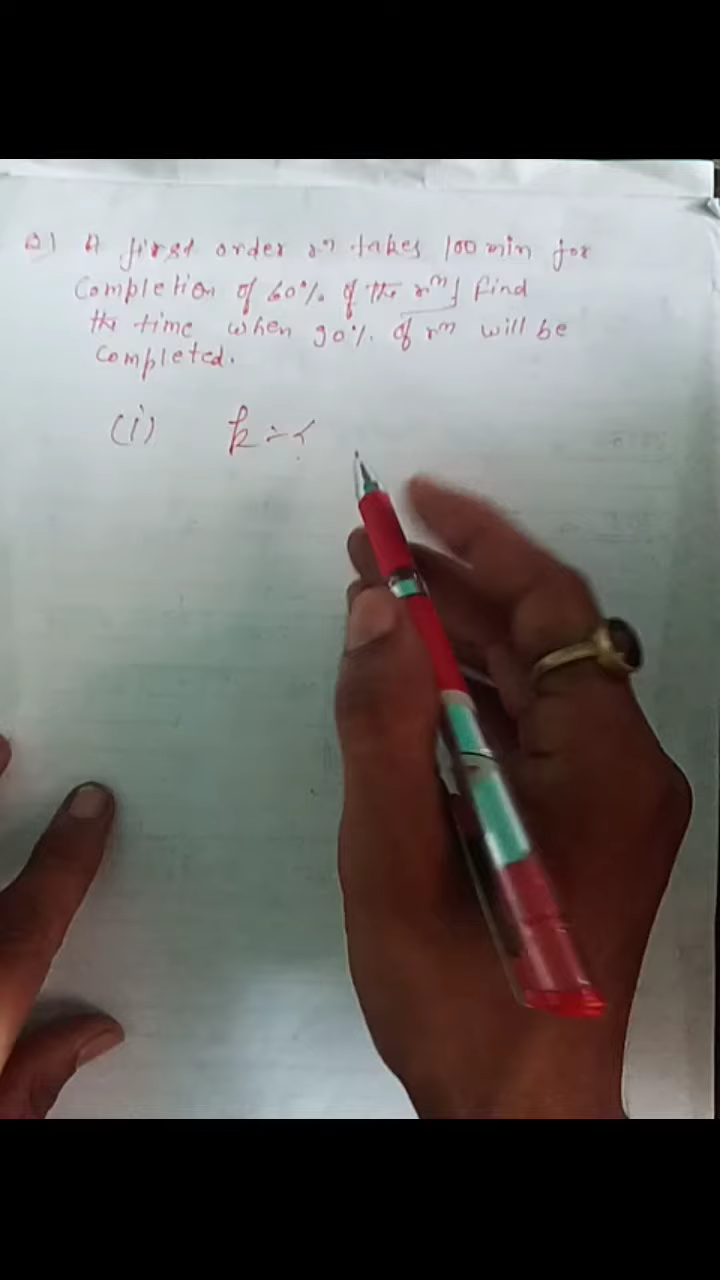 Q1 A first order rn takes 100 min for
Completion of 60% of the rn, find
the time when 90% of rn will be
completed.
(i) k =